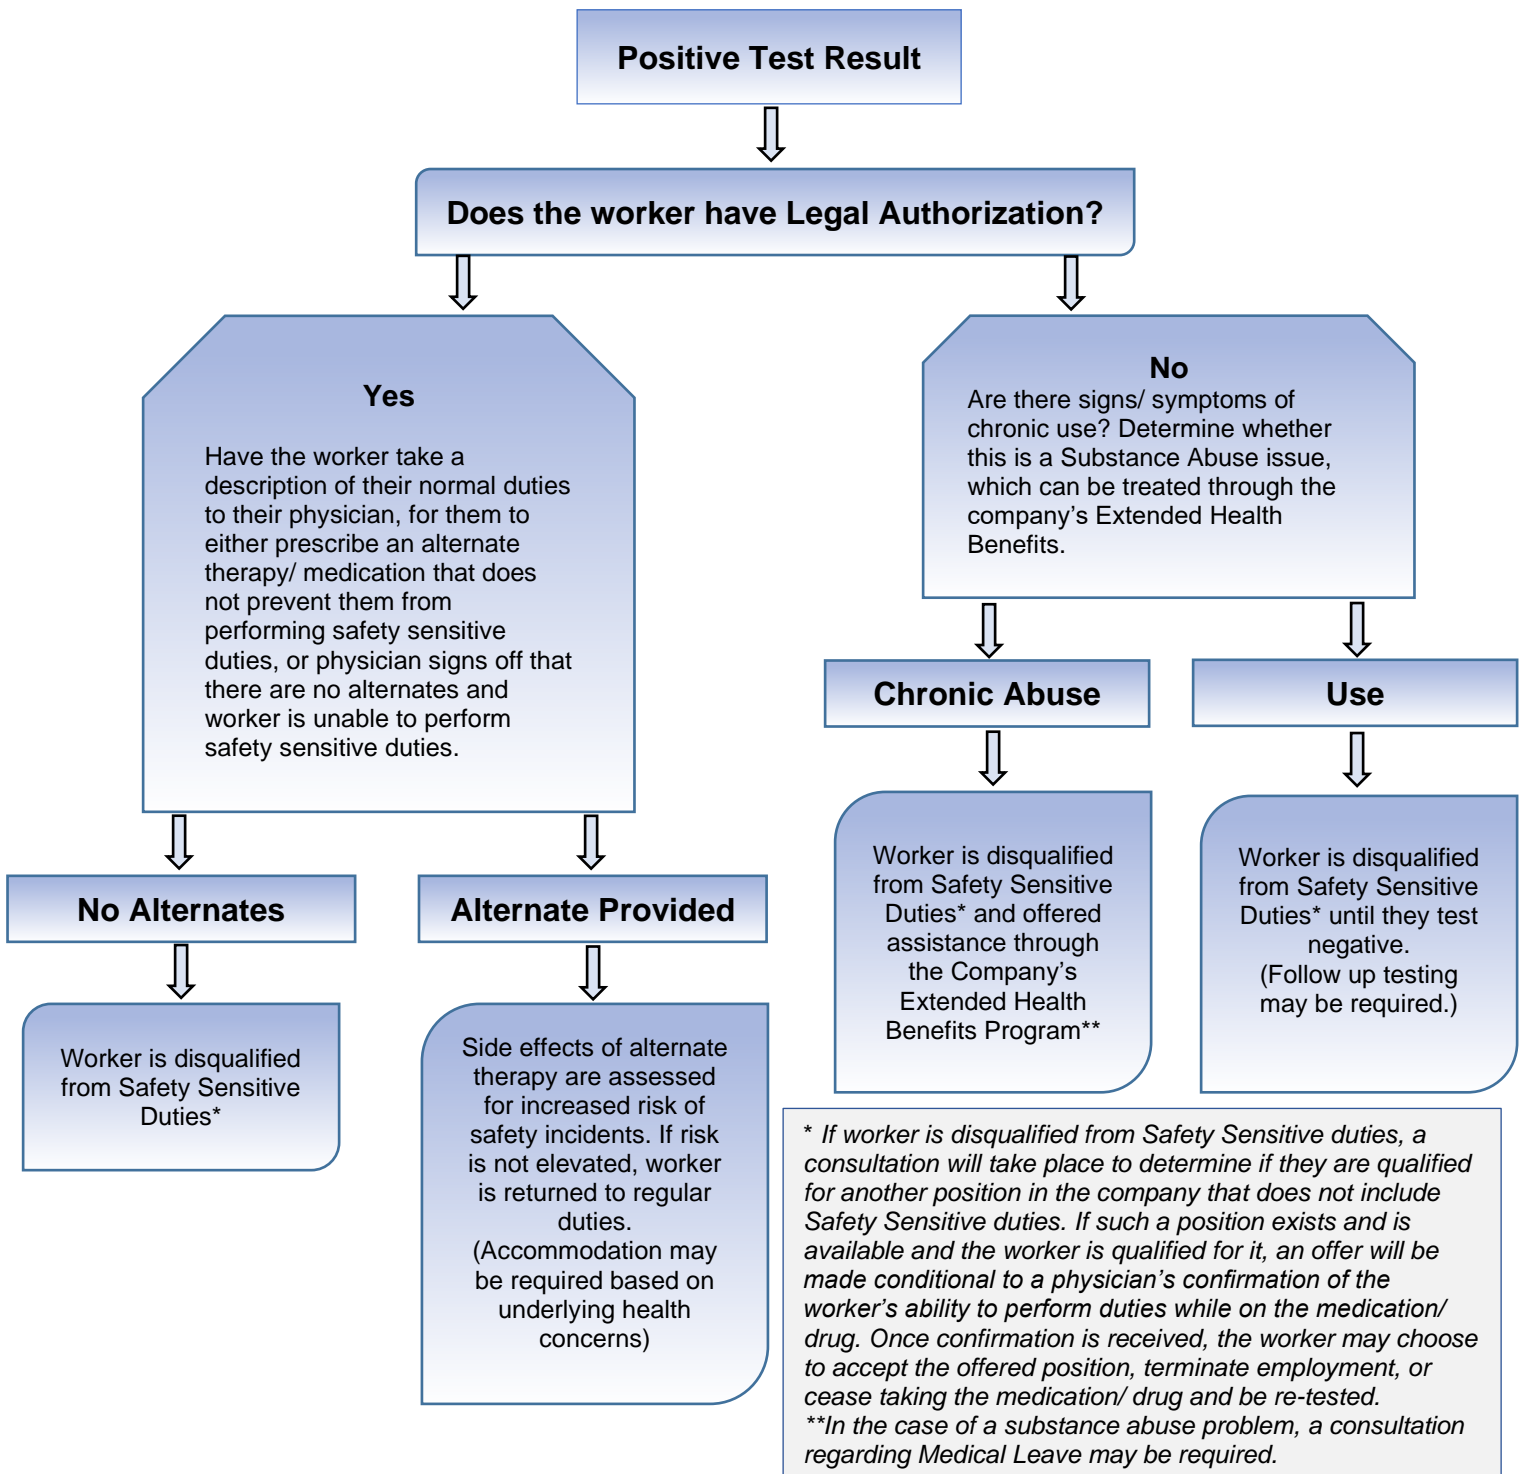 Positive Test Result
Does the worker have Legal Authorization?
Yes
Have the worker take a
description of their normal duties
to their physician, for them to
either prescribe an alternate
therapy/ medication that does
not prevent them from
performing safety sensitive
duties, or physician signs off that
there are no alternates and
worker is unable to perform
safety sensitive duties.
No
Are there signs/ symptoms of
chronic use? Determine whether
this is a Substance Abuse issue,
which can be treated through the
company’s Extended Health
Benefits.
No Alternates
Worker is disqualified
from Safety Sensitive
Duties*
Alternate Provided
Side effects of alternate
therapy are assessed
for increased risk of
safety incidents. If risk
is not elevated, worker
is returned to regular
duties.
(Accommodation may
be required based on
underlying health
concerns)
Chronic Abuse
Worker is disqualified
from Safety Sensitive
Duties* and offered
assistance through
the Company’s
Extended Health
Benefits Program**
Use
Worker is disqualified
from Safety Sensitive
Duties* until they test
negative.
(Follow up testing
may be required.)
* If worker is disqualified from Safety Sensitive duties, a
consultation will take place to determine if they are qualified
for another position in the company that does not include
Safety Sensitive duties. If such a position exists and is
available and the worker is qualified for it, an offer will be
made conditional to a physician’s confirmation of the
worker’s ability to perform duties while on the medication/
drug. Once confirmation is received, the worker may choose
to accept the offered position, terminate employment, or
cease taking the medication/ drug and be re-tested.
**In the case of a substance abuse problem, a consultation
regarding Medical Leave may be required.